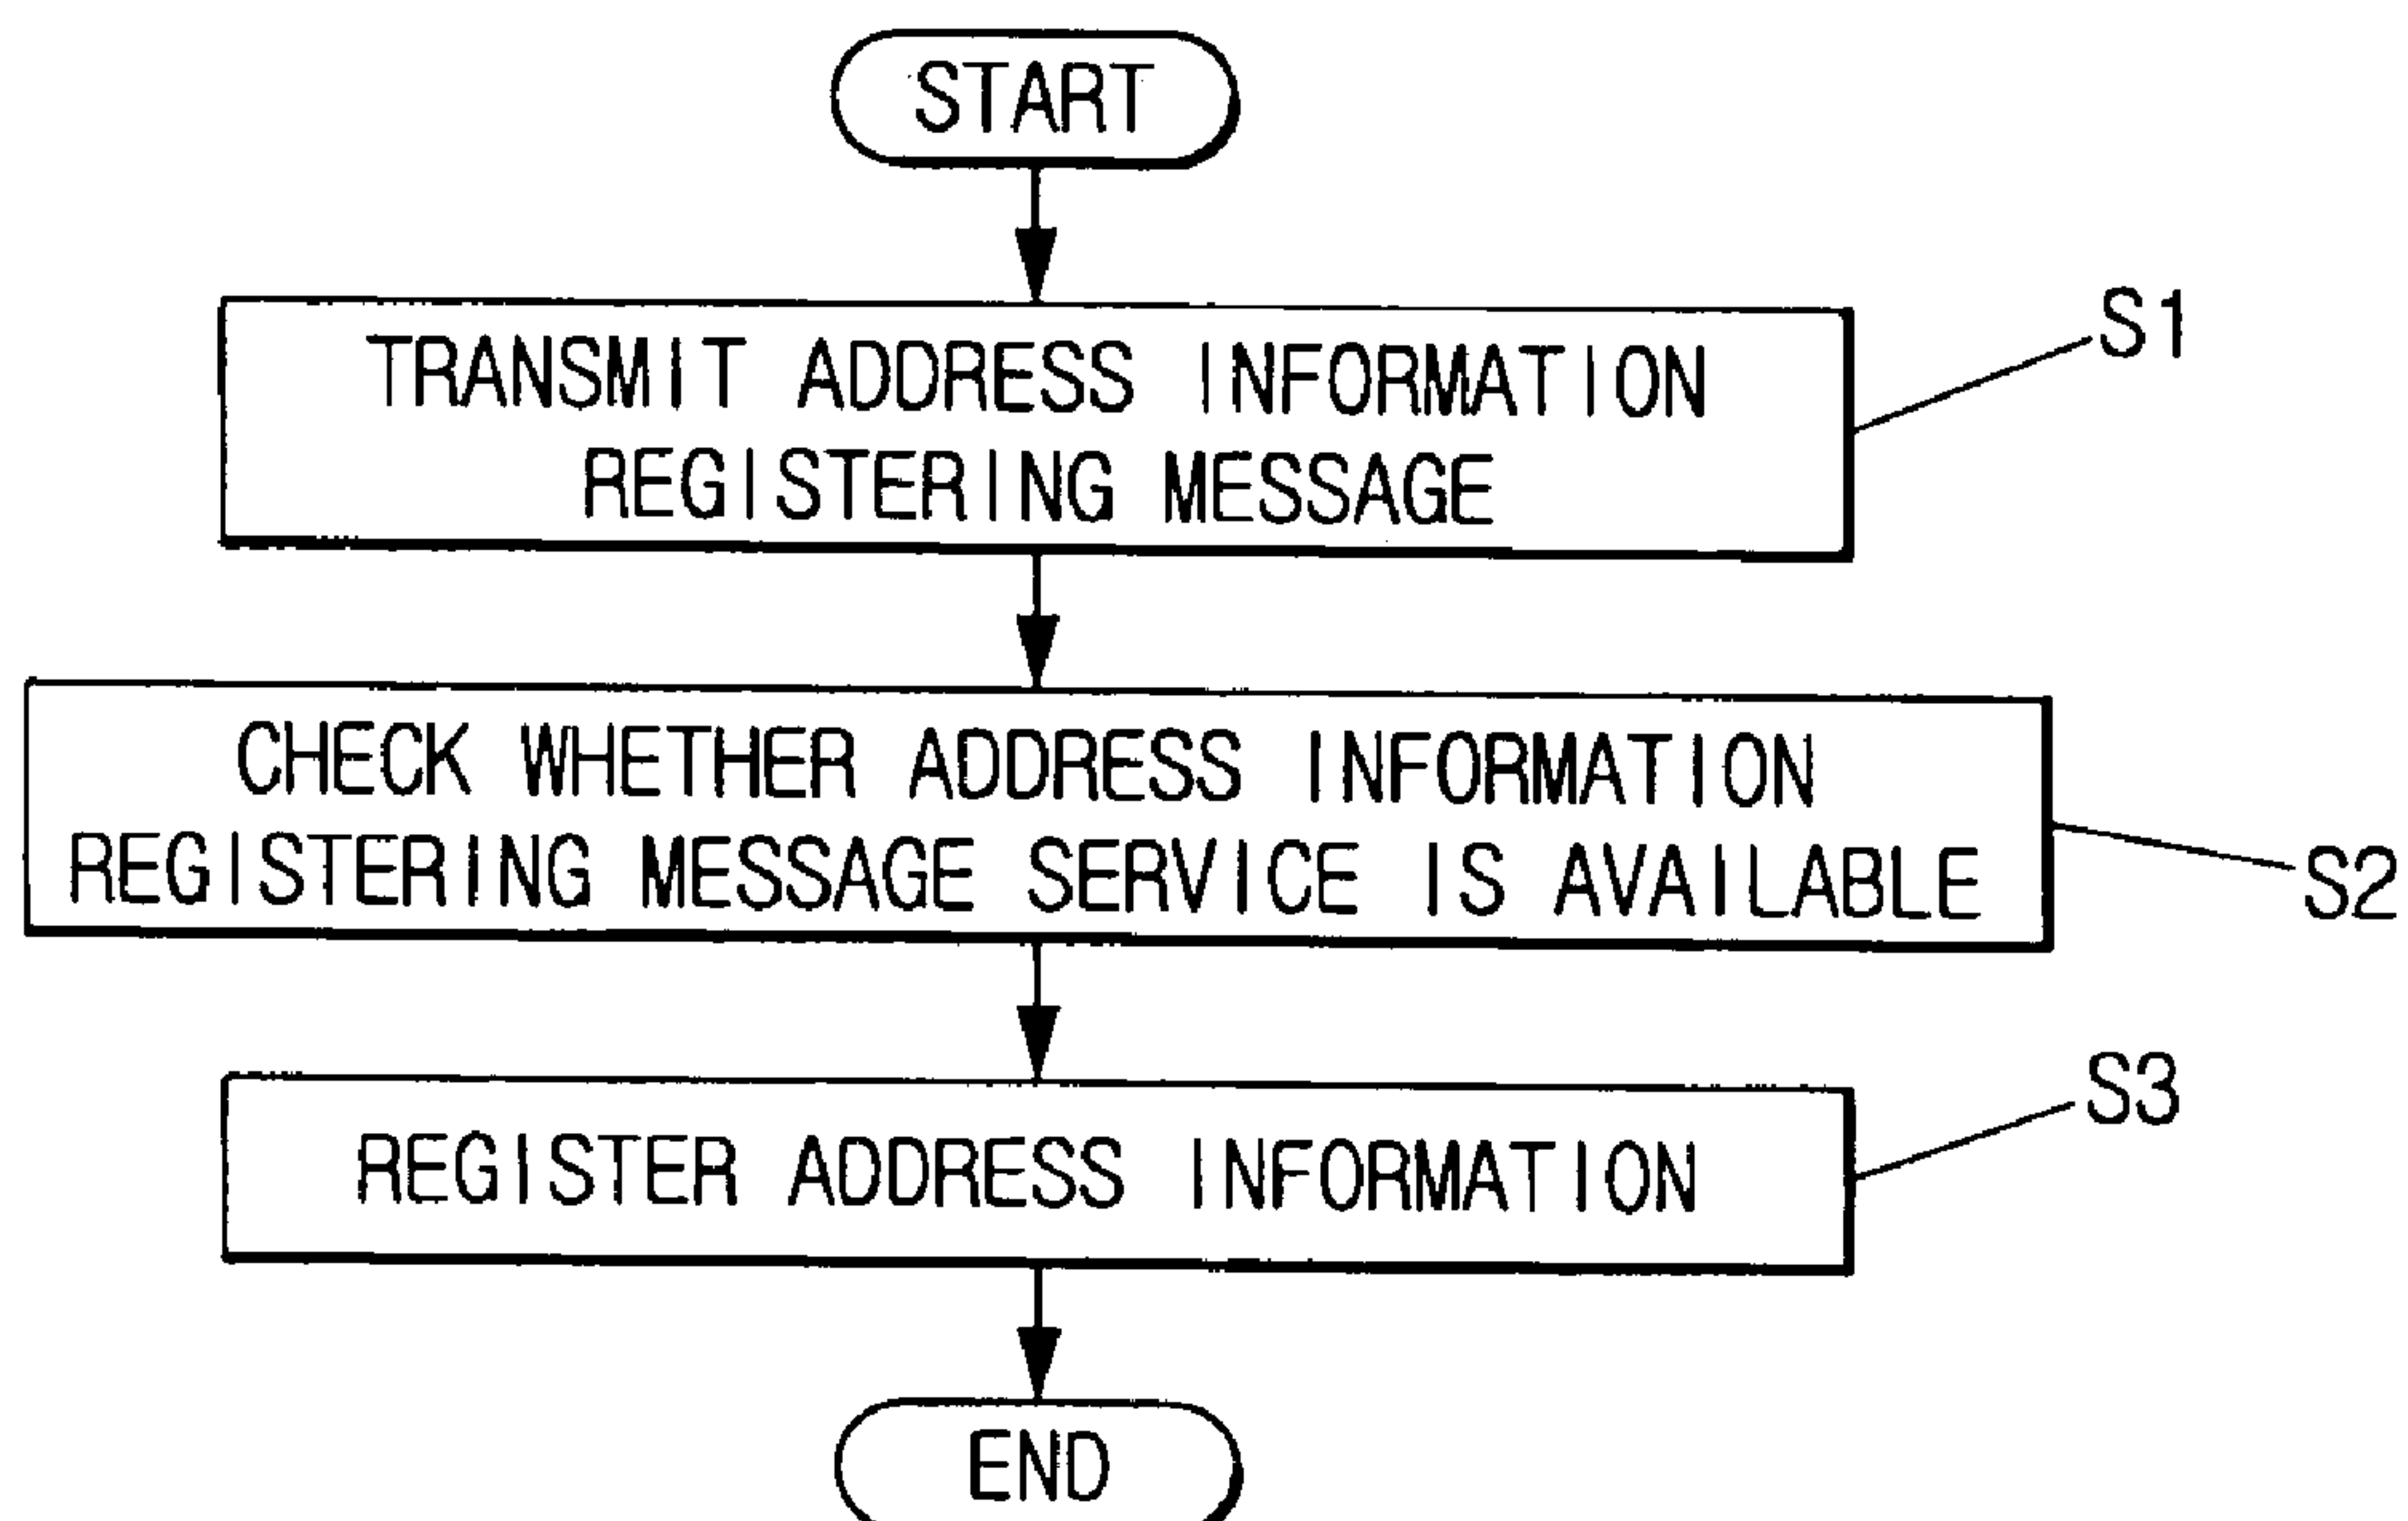 START
TRANSMIT ADDRESS INFORMATION
REGISTERING MESSAGE
S1
CHECK WHETHER ADDRESS INFORMATION
REGISTERING MESSAGE SERVICE IS AVAILABLE
S2
REGISTER ADDRESS INFORMATION
S3
END